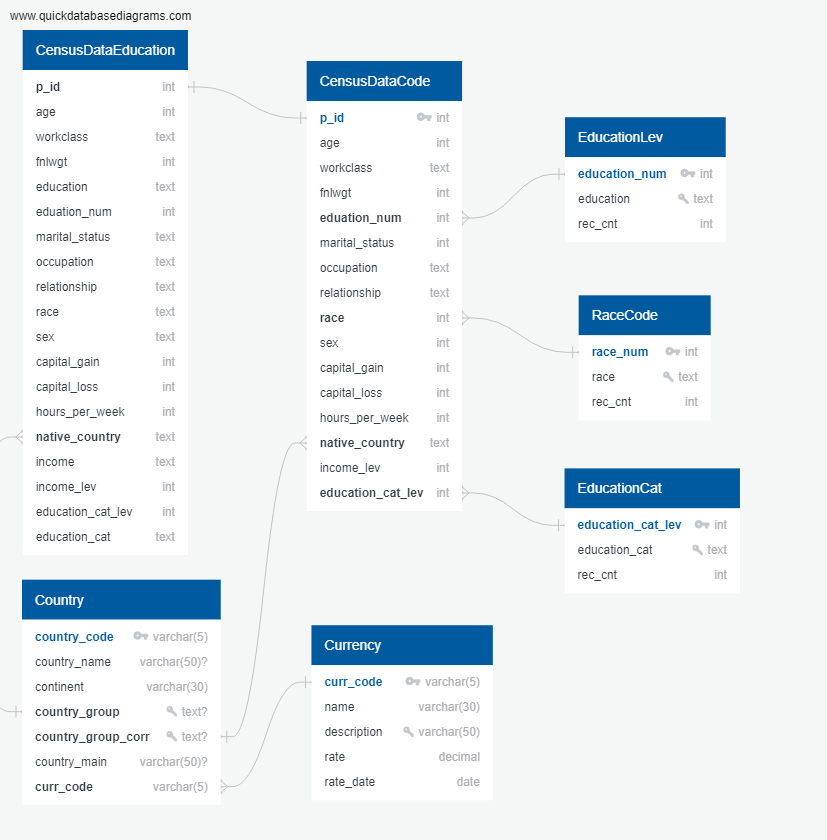 www.quickdatabasediagrams.com
CensusDataEducation
p_id int
age int
workclass text
fnlwgt int
education text
eduation_num int
marital_status text
occupation text
relationship text
race text
sex text
capital_gain int
capital_loss int
hours_per_week int
native_country text
income text
income_lev int
education_cat_lev int
education_cat text
CensusDataCode
p_id int
age int
workclass text
fnlwgt int
eduation_num int
marital_status int
occupation text
relationship text
race int
sex int
capital_gain int
capital_loss int
hours_per_week int
native_country text
income_lev int
education_cat_lev int
EducationLev
education_num int
education text
rec_cnt int
RaceCode
race_num int
race text
rec_cnt int
EducationCat
education_cat_lev int
education_cat text
rec_cnt int
Country
country_code varchar(5)
country_name varchar(50)?
continent varchar(30)
country_group text?
country_group_corr text?
country_main varchar(50)?
curr_code varchar(5)
Currency
curr_code varchar(5)
name varchar(30)
description varchar(50)
rate decimal
rate_date date